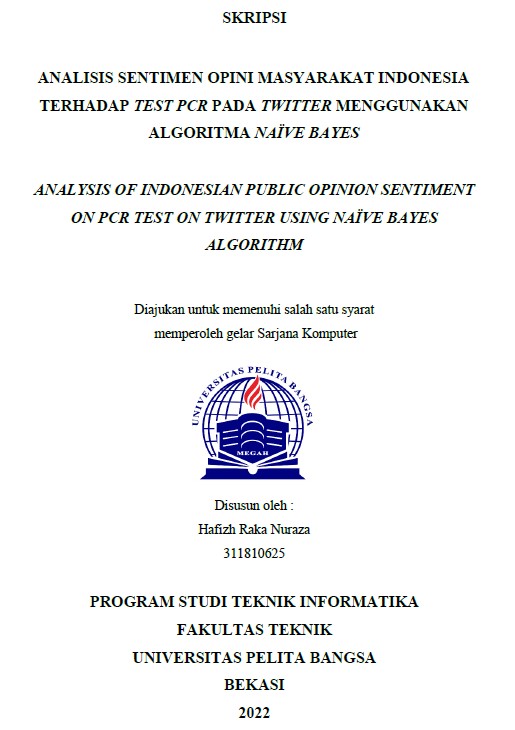 SKRIPSI
ANALISIS SENTIMEN OPINI MASYARAKAT INDONESIA
TERHADAP TEST PCR PADA TWITTER MENGGUNAKAN
ALGORITMA NAÏVE BAYES
ANALYSIS OF INDONESIAN PUBLIC OPINION SENTIMENT
ON PCR TEST ON TWITTER USING NAÏVE BAYES
ALGORITHM
Diajukan untuk memenuhi salah satu syarat
memperoleh gelar Sarjana Komputer
UNIVERSITAS PELITA BANGSA
MEGAH
Disusun oleh :
Hafizh Raka Nuraza
311810625
PROGRAM STUDI TEKNIK INFORMATIKA
FAKULTAS TEKNIK
UNIVERSITAS PELITA BANGSA
BEKASI
2022